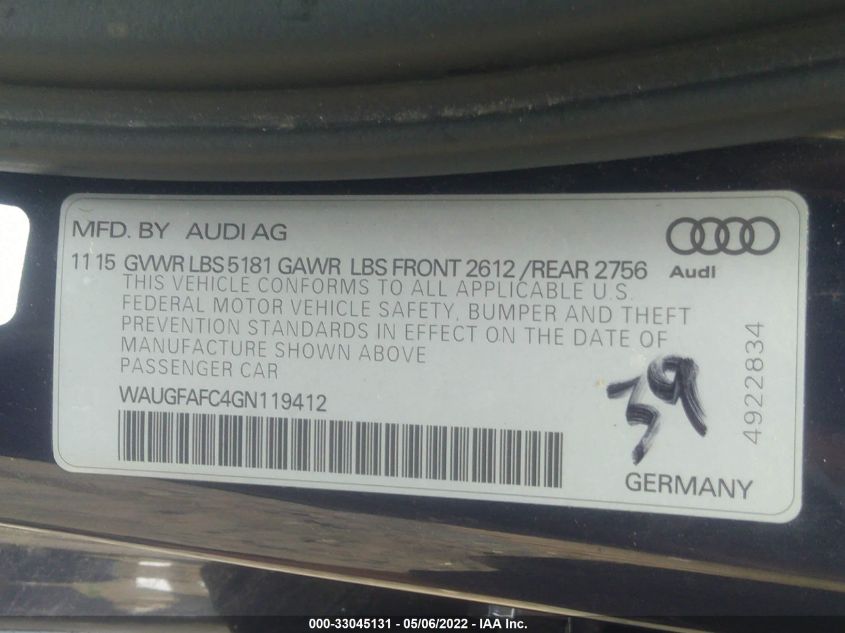 MFD. BY AUDI AG
Audi
11 15 GVWR LBS 5181 GAWR LBS FRONT 2612 /REAR 2756
THIS VEHICLE CONFORMS TO ALL APPLICABLE U.S.
FEDERAL MOTOR VEHICLE SAFETY, BUMPER AND THEFT
PREVENTION STANDARDS IN EFFECT ON THE DATE OF
MANUFACTURE SHOWN ABOVE
PASSENGER CAR
WAUGFAFC4GN119412
39
4922834
GERMANY
000-33045131 - 05/06/2022 - IAA Inc.